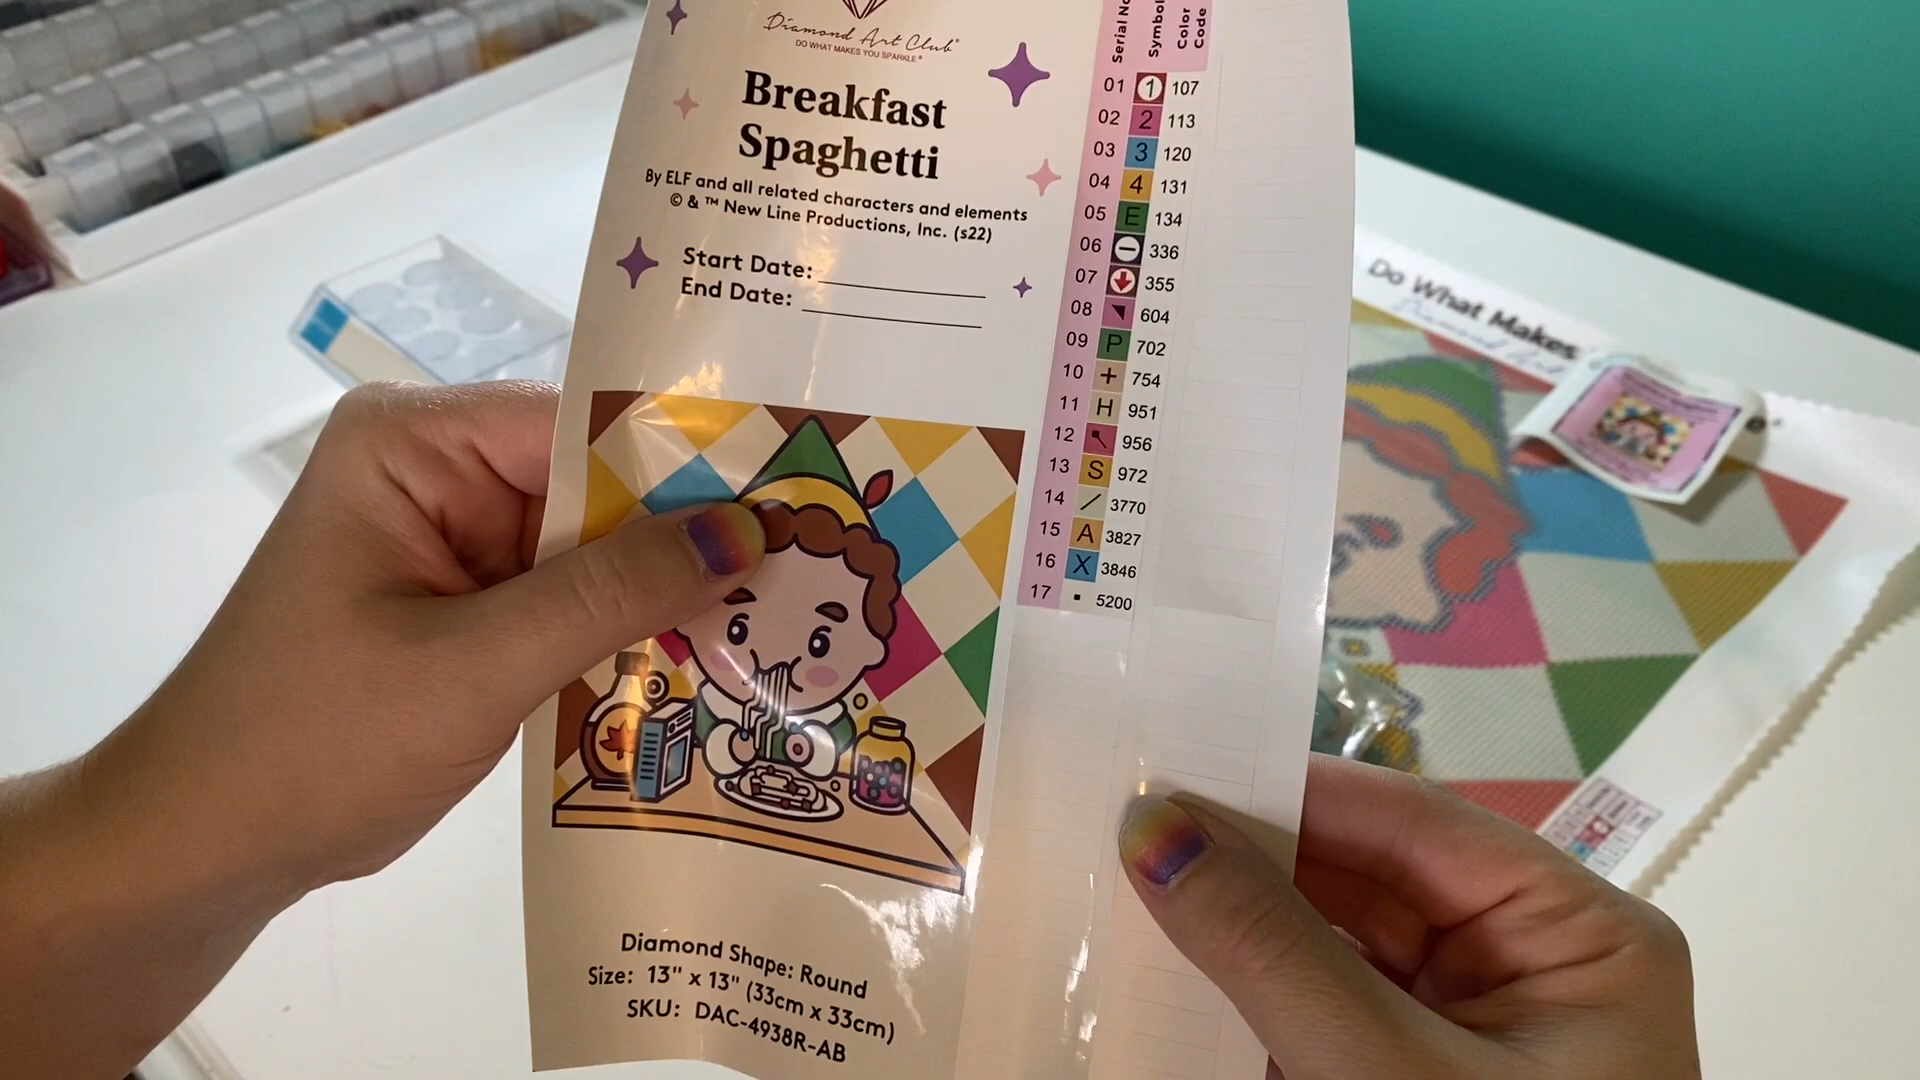 Diamond Art Club®
DO WHAT MAKES YOU SPARKLE®
Breakfast
Spaghetti
By ELF and all related characters and elements
© & ™ New Line Productions, Inc. (s22)
Start Date:
End Date:
Diamond Shape: Round
Size: 13" x 13" (33cm x 33cm)
SKU: DAC-4938R-AB
Serial No
Symbol
Color
Code
01 1 107
02 2 113
03 3 120
04 4 131
05 E 134
06 336
07 355
08 604
09 P 702
10 + 754
11 H 951
12 956
13 S 972
14 / 3770
15 A 3827
16 X 3846
17 ▪ 5200
Do What Makes
Diamond Art